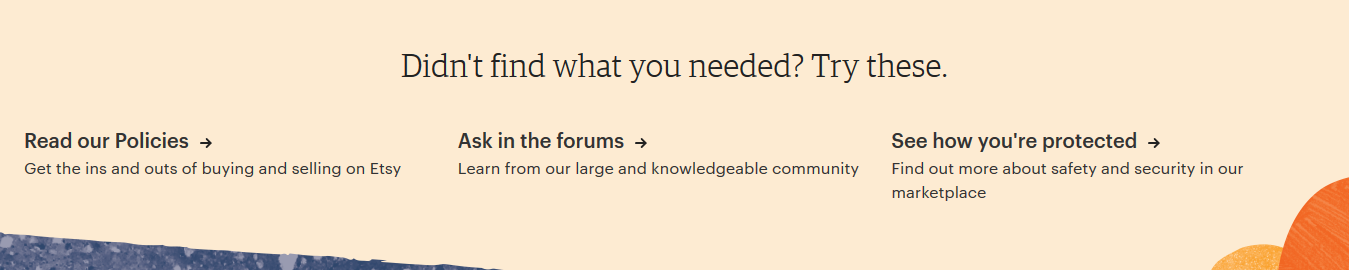 Didn't find what you needed? Try these.
Read our Policies →
Get the ins and outs of buying and selling on Etsy
Ask in the forums →
Learn from our large and knowledgeable community
See how you're protected →
Find out more about safety and security in our
marketplace